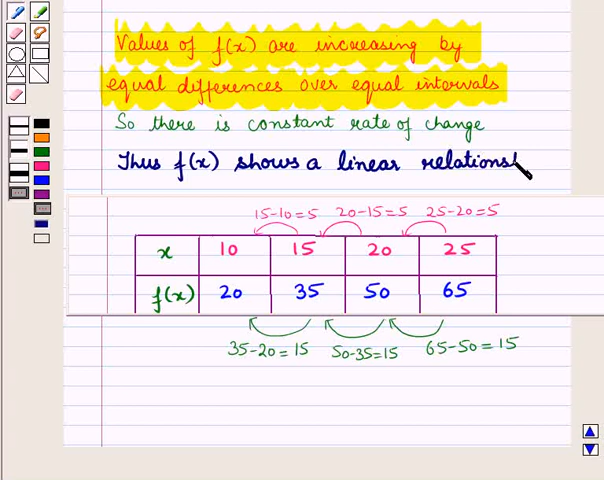 Values of f(x) are increasing by
equal differences over equal intervals
So there is constant rate of change
Thus f(x) shows a linear relations
15-10=5 20-15=5 25-20=5
x 10 15 20 25
f(x) 20 35 50 65
35-20=15 50-35=15 65-50=15